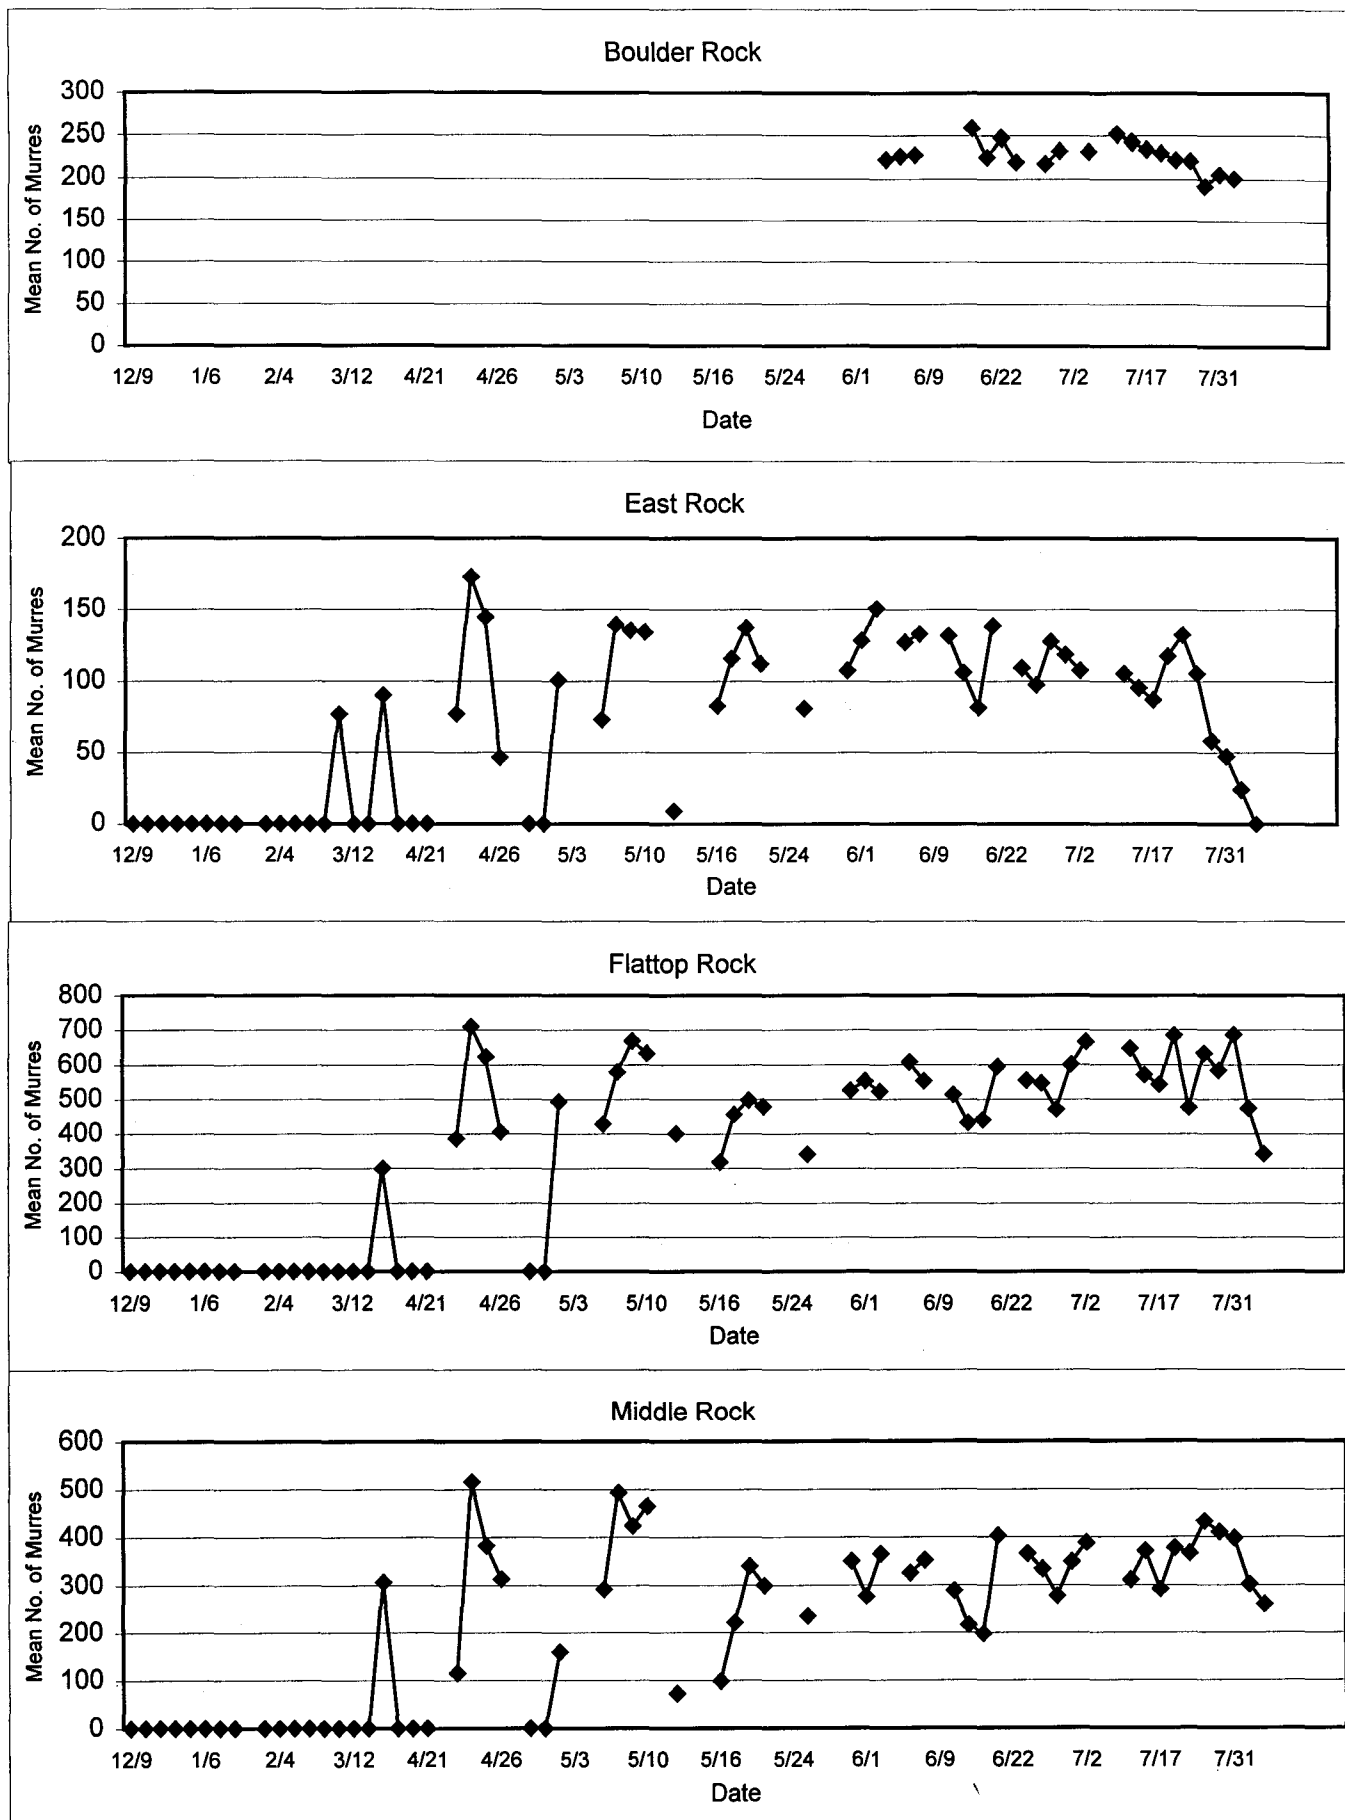 Boulder Rock
Mean No. of Murres
300
250
200
150
100
50
0
12/9 1/6 2/4 3/12 4/21 4/26 5/3 5/10 5/16 5/24 6/1 6/9 6/22 7/2 7/17 7/31
Date
East Rock
Mean No. of Murres
200
150
100
50
0
12/9 1/6 2/4 3/12 4/21 4/26 5/3 5/10 5/16 5/24 6/1 6/9 6/22 7/2 7/17 7/31
Date
Flattop Rock
Mean No. of Murres
800
700
600
500
400
300
200
100
0
12/9 1/6 2/4 3/12 4/21 4/26 5/3 5/10 5/16 5/24 6/1 6/9 6/22 7/2 7/17 7/31
Date
Middle Rock
Mean No. of Murres
600
500
400
300
200
100
0
12/9 1/6 2/4 3/12 4/21 4/26 5/3 5/10 5/16 5/24 6/1 6/9 6/22 7/2 7/17 7/31
Date